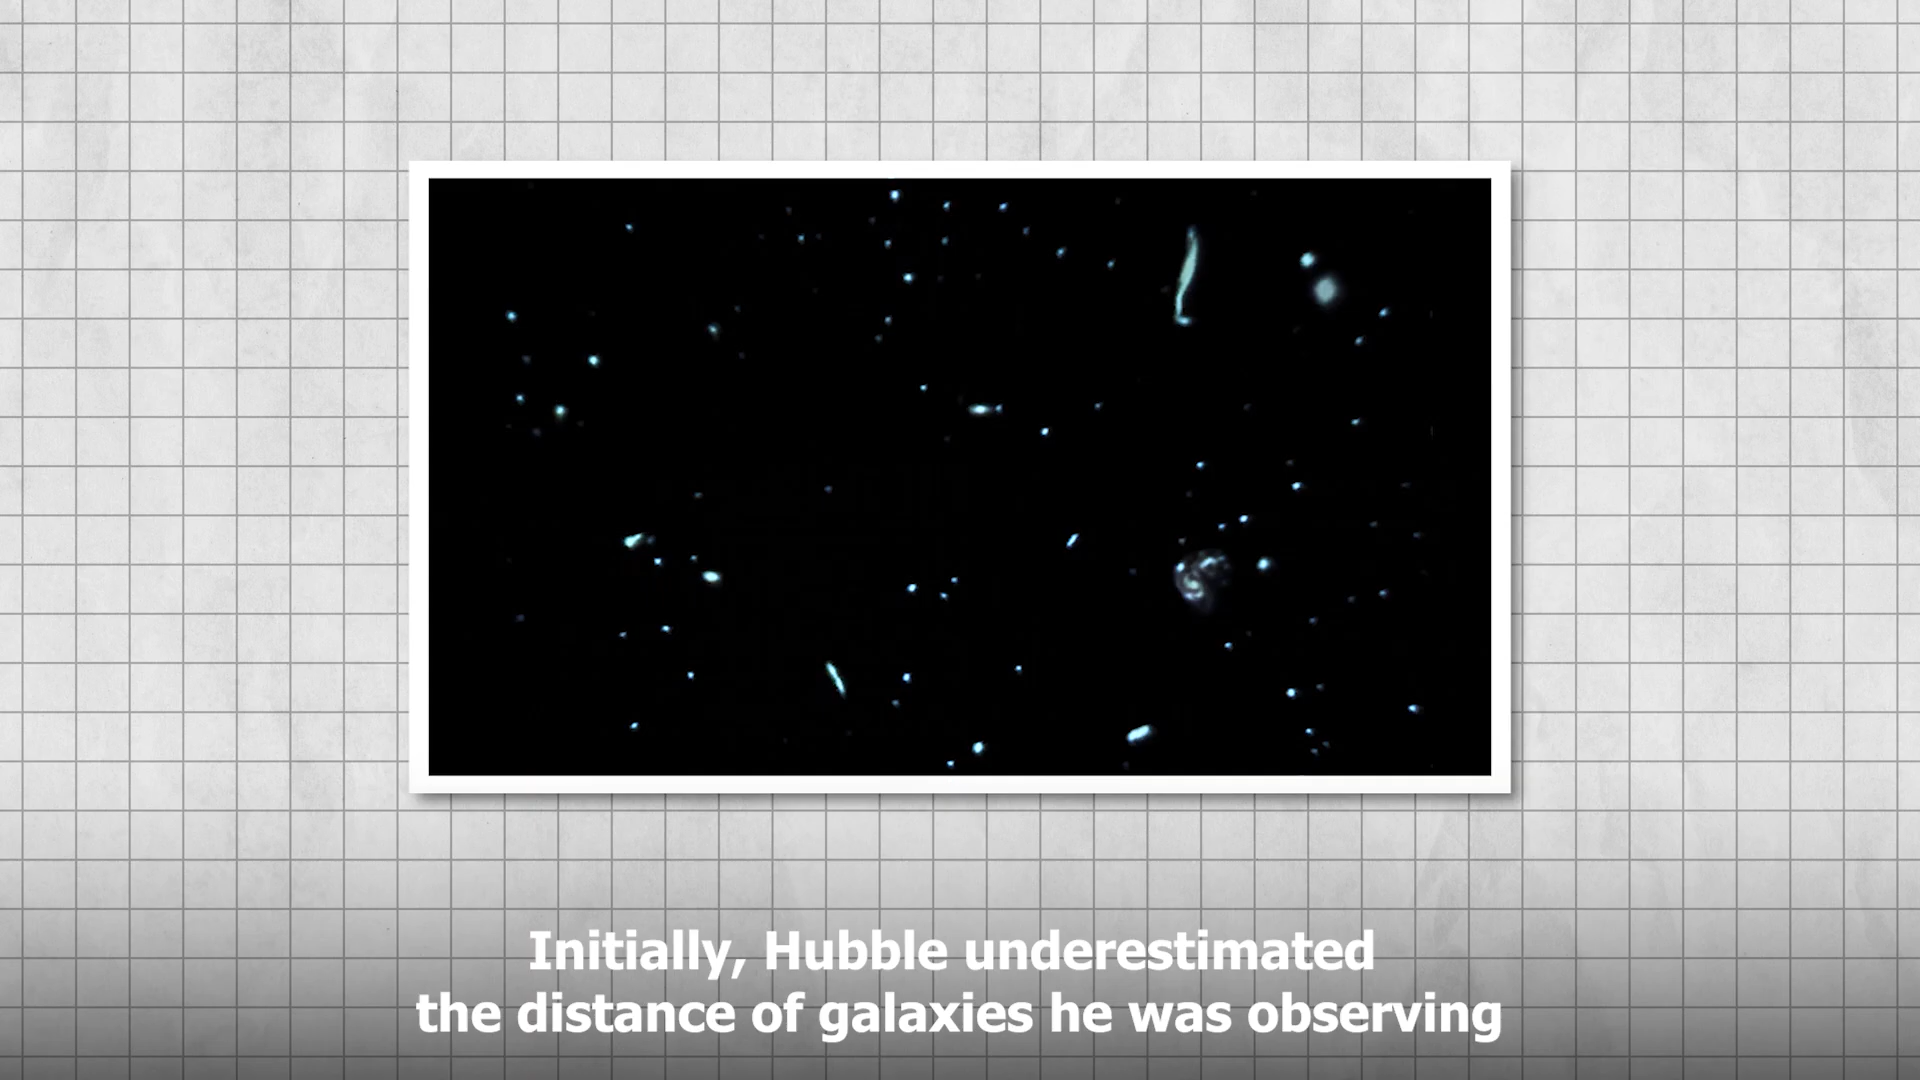 Initially, Hubble underestimated
the distance of galaxies he was observing